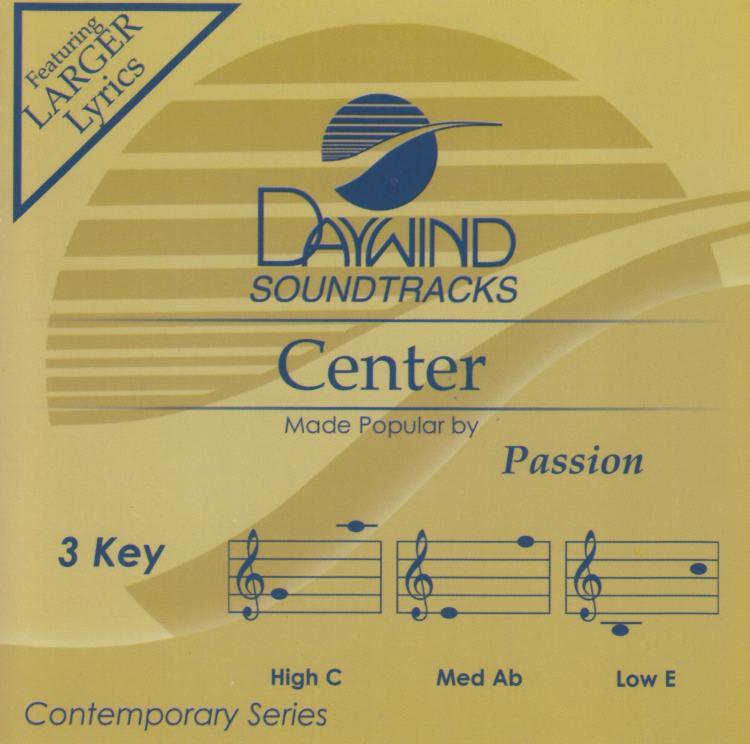 Featuring
LARGER
Lyrics
DAYWIND
SOUNDTRACKS
Center
Made Popular by
Passion
3 Key
High C
Med Ab
Low E
Contemporary Series